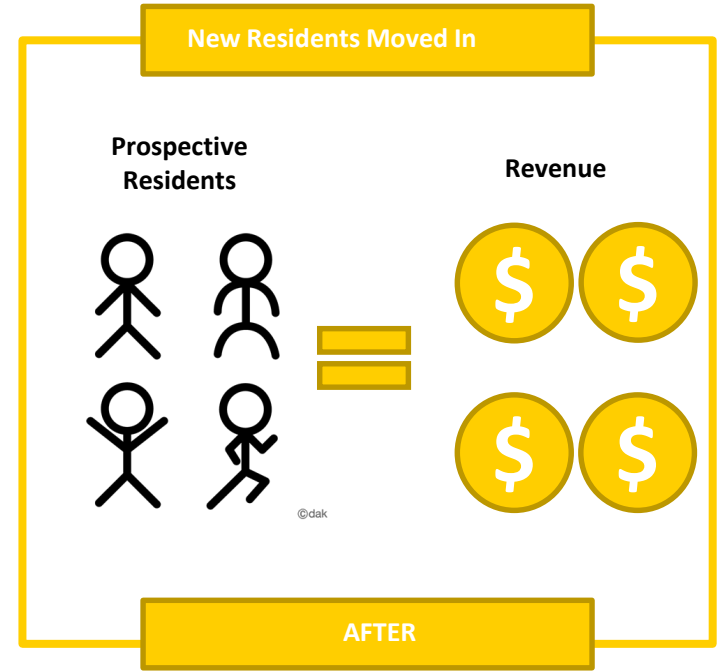 New Residents Moved In
Prospective
Residents
Revenue
$ $
$ $
©dak
AFTER